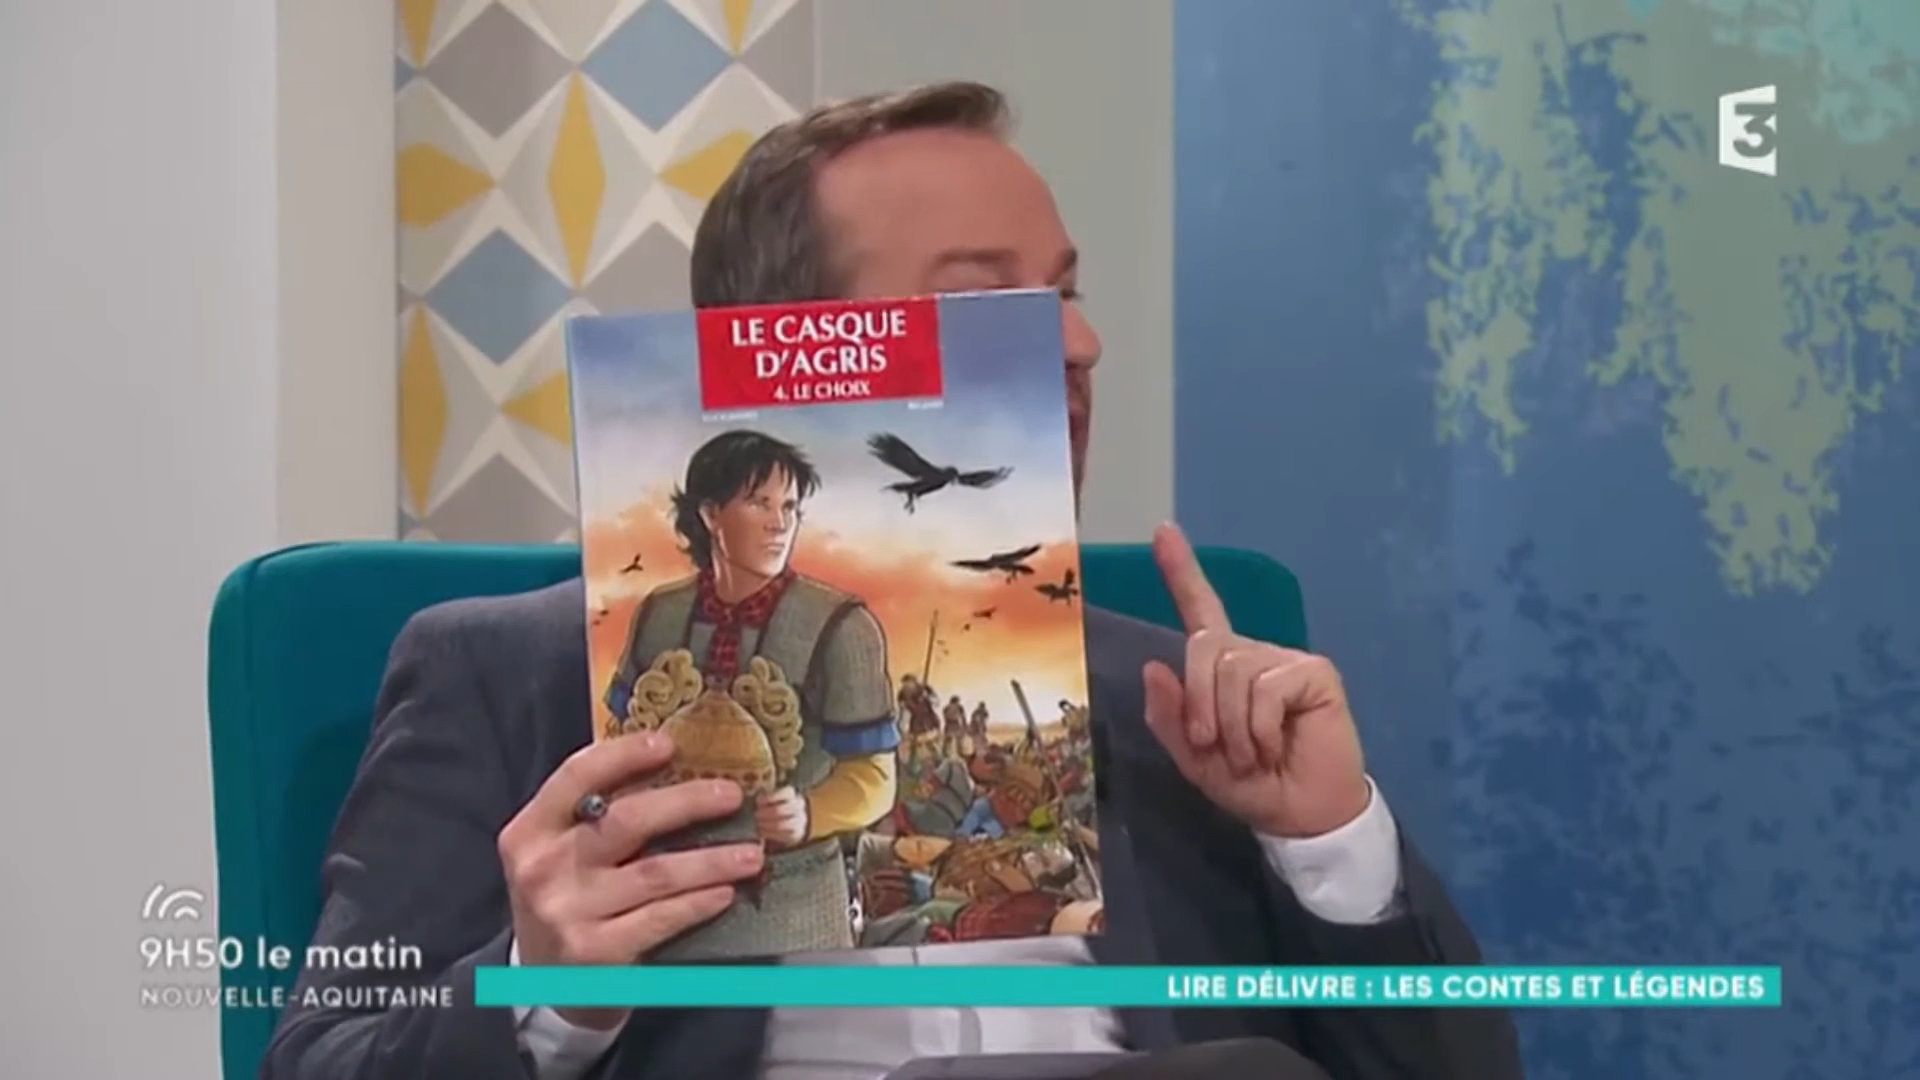 3
LE CASQUE
D'AGRIS
4. LE CHOIX
9H50 le matin
NOUVELLE-AQUITAINE
LIRE DÉLIVRE : LES CONTES ET LÉGENDES